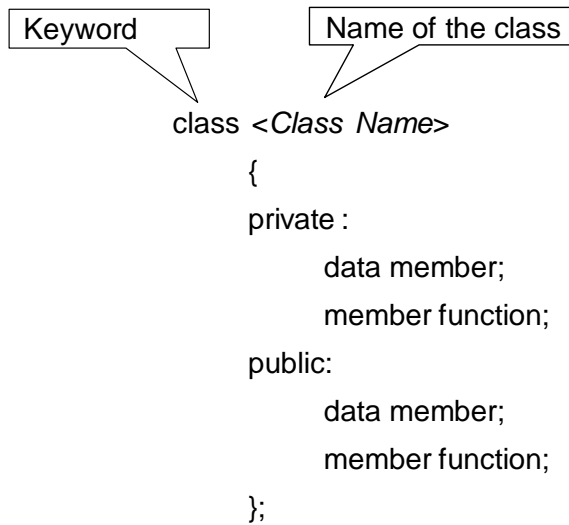 Keyword
Name of the class
class <Class Name>
{
private :
data member;
member function;
public:
data member;
member function;
};